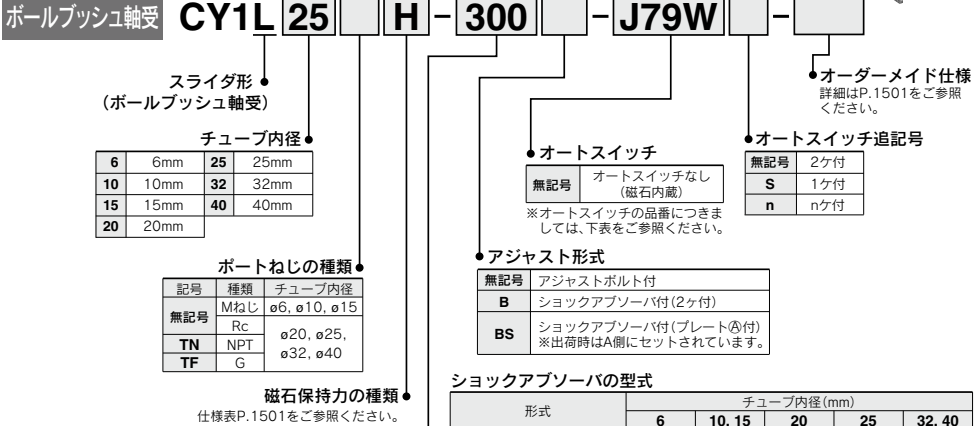 ボールブッシュ軸受 CY1L 25 H - 300 - J79W -
スライダ形
(ボールブッシュ軸受)
チューブ内径
6 6mm 25 25mm
10 10mm 32 32mm
15 15mm 40 40mm
20 20mm
ポートねじの種類
記号 種類 チューブ内径
無記号 Mねじ ø6, ø10, ø15
Rc ø20, ø25, ø32, ø40
TN NPT
TF G
磁石保持力の種類
仕様表P.1501をご参照ください。
オーダーメイド仕様
詳細はP.1501をご参照
ください。
オートスイッチ追記号
無記号 2ケ付
S 1ケ付
n nケ付
オートスイッチ
無記号 オートスイッチなし
(磁石内蔵)
※オートスイッチの品番につきま
しては、下表をご参照ください。
アジャスト形式
無記号 アジャストボルト付
B ショックアブソーバ付(2ケ付)
BS ショックアブソーバ付(プレートⒶ付)
※出荷時はA側にセットされています。
ショックアブソーバの型式
形式 チューブ内径(mm)
6 10, 15 20 25 32, 40